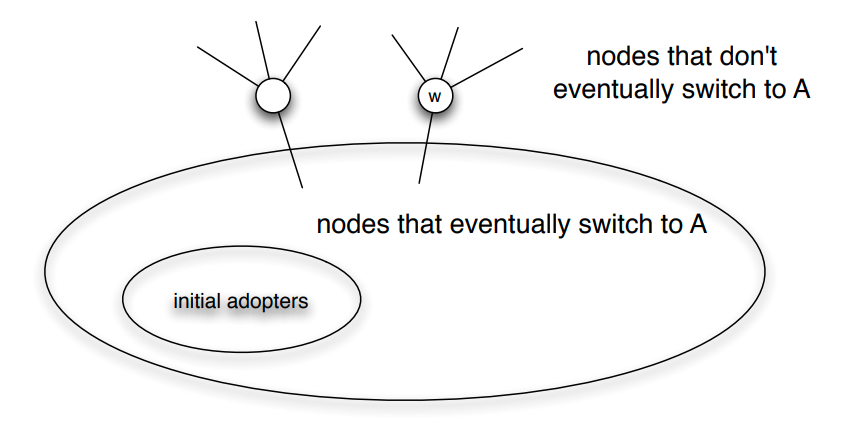 nodes that don't
eventually switch to A
w
nodes that eventually switch to A
initial adopters